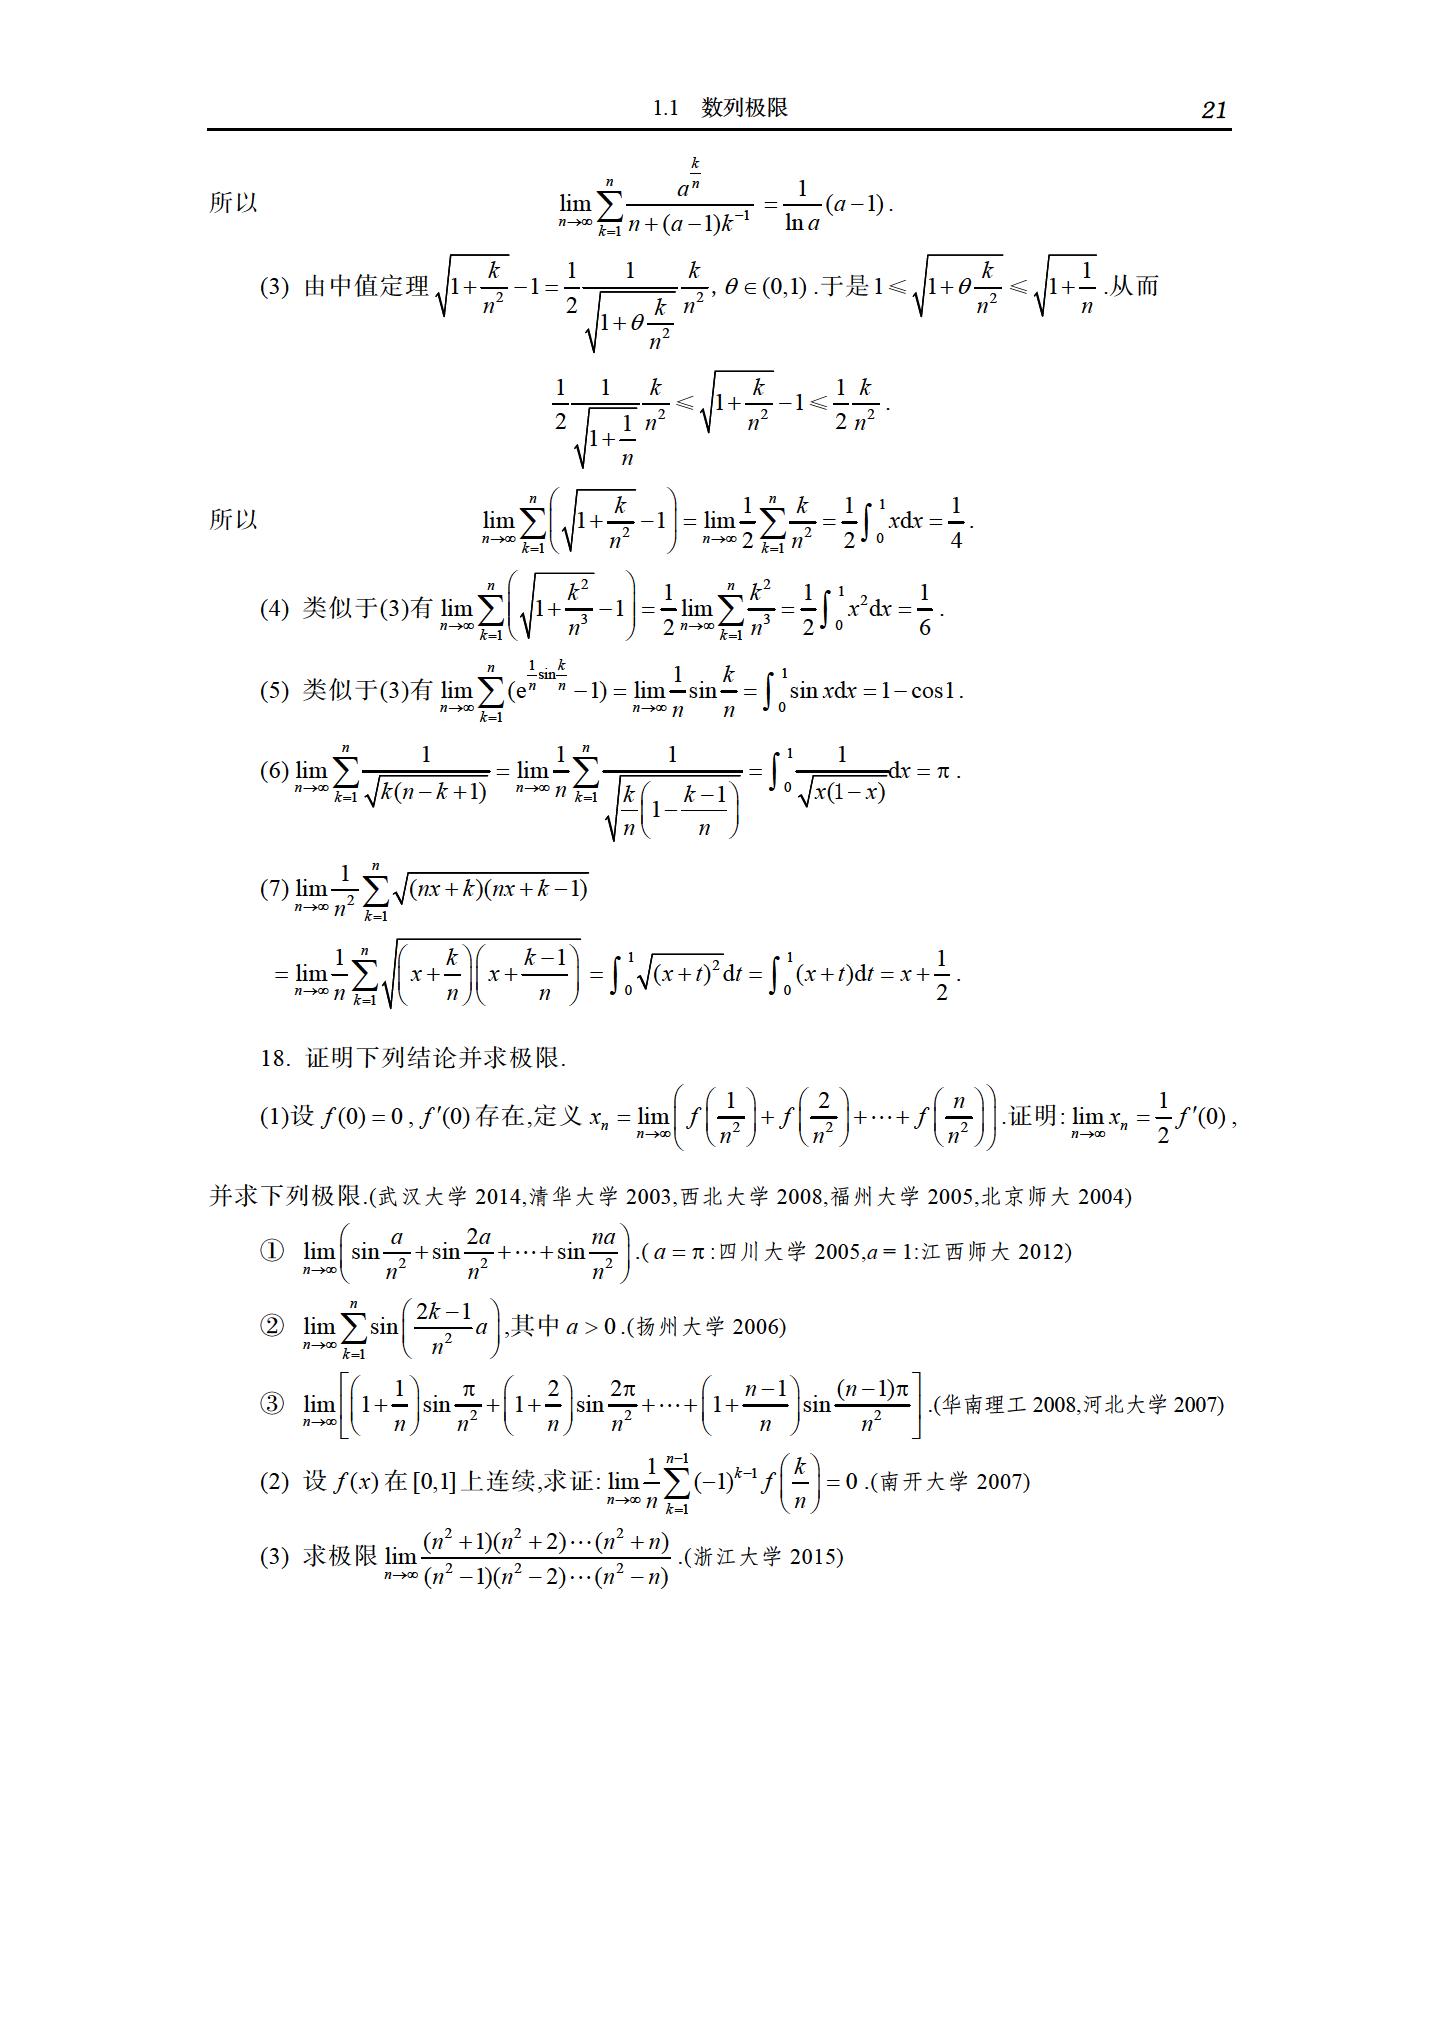 1.1 数列极限 21
所以 $\lim_{n\to\infty}\sum_{k=1}^{n}\frac{a^{\frac{k}{n}}}{n+(a-1)k^{-1}}=\frac{1}{\ln a}(a-1)$.
(3) 由中值定理 $\sqrt{1+\frac{k}{n^2}}-1=\frac{1}{2}\frac{1}{\sqrt{1+\theta\frac{k}{n^2}}}\frac{k}{n^2}$, $\theta\in(0,1)$.于是 $1\leqslant\sqrt{1+\theta\frac{k}{n^2}}\leqslant\sqrt{1+\frac{1}{n}}$.从而
$\frac{1}{2}\frac{1}{\sqrt{1+\frac{1}{n}}}\frac{k}{n^2}\leqslant\sqrt{1+\frac{k}{n^2}}-1\leqslant\frac{1}{2}\frac{k}{n^2}$.
所以 $\lim_{n\to\infty}\sum_{k=1}^{n}\left(\sqrt{1+\frac{k}{n^2}}-1\right)=\lim_{n\to\infty}\frac{1}{2}\sum_{k=1}^{n}\frac{k}{n^2}=\frac{1}{2}\int_0^1 x\mathrm{d}x=\frac{1}{4}$.
(4) 类似于(3)有 $\lim_{n\to\infty}\sum_{k=1}^{n}\left(\sqrt{1+\frac{k^2}{n^3}}-1\right)=\frac{1}{2}\lim_{n\to\infty}\sum_{k=1}^{n}\frac{k^2}{n^3}=\frac{1}{2}\int_0^1 x^2\mathrm{d}x=\frac{1}{6}$.
(5) 类似于(3)有 $\lim_{n\to\infty}\sum_{k=1}^{n}(\mathrm{e}^{\frac{1}{n}\sin\frac{k}{n}}-1)=\lim_{n\to\infty}\frac{1}{n}\sin\frac{k}{n}=\int_0^1\sin x\mathrm{d}x=1-\cos 1$.
(6) $\lim_{n\to\infty}\sum_{k=1}^{n}\frac{1}{\sqrt{k(n-k+1)}}=\lim_{n\to\infty}\frac{1}{n}\sum_{k=1}^{n}\frac{1}{\sqrt{\frac{k}{n}\left(1-\frac{k-1}{n}\right)}}=\int_0^1\frac{1}{\sqrt{x(1-x)}}\mathrm{d}x=\pi$.
(7) $\lim_{n\to\infty}\frac{1}{n^2}\sum_{k=1}^{n}\sqrt{(nx+k)(nx+k-1)}$
$=\lim_{n\to\infty}\frac{1}{n}\sum_{k=1}^{n}\sqrt{\left(x+\frac{k}{n}\right)\left(x+\frac{k-1}{n}\right)}=\int_0^1\sqrt{(x+t)^2}\mathrm{d}t=\int_0^1(x+t)\mathrm{d}t=x+\frac{1}{2}$.
18. 证明下列结论并求极限.
(1)设 $f(0)=0$, $f'(0)$ 存在,定义 $x_n=\lim_{n\to\infty}\left(f\left(\frac{1}{n^2}\right)+f\left(\frac{2}{n^2}\right)+\cdots+f\left(\frac{n}{n^2}\right)\right)$.证明: $\lim_{n\to\infty}x_n=\frac{1}{2}f'(0)$,
并求下列极限.(武汉大学 2014,清华大学 2003,西北大学 2008,福州大学 2005,北京师大 2004)
① $\lim_{n\to\infty}\left(\sin\frac{a}{n^2}+\sin\frac{2a}{n^2}+\cdots+\sin\frac{na}{n^2}\right)$.( $a=\pi$ :四川大学 2005,$a=1$:江西师大 2012)
② $\lim_{n\to\infty}\sum_{k=1}^{n}\sin\left(\frac{2k-1}{n^2}a\right)$,其中 $a>0$.(扬州大学 2006)
③ $\lim_{n\to\infty}\left[\left(1+\frac{1}{n}\right)\sin\frac{\pi}{n^2}+\left(1+\frac{2}{n}\right)\sin\frac{2\pi}{n^2}+\cdots+\left(1+\frac{n-1}{n}\right)\sin\frac{(n-1)\pi}{n^2}\right]$.(华南理工 2008,河北大学 2007)
(2) 设 $f(x)$ 在 $[0,1]$ 上连续,求证: $\lim_{n\to\infty}\frac{1}{n}\sum_{k=1}^{n-1}(-1)^{k-1}f\left(\frac{k}{n}\right)=0$.(南开大学 2007)
(3) 求极限 $\lim_{n\to\infty}\frac{(n^2+1)(n^2+2)\cdots(n^2+n)}{(n^2-1)(n^2-2)\cdots(n^2-n)}$.(浙江大学 2015)